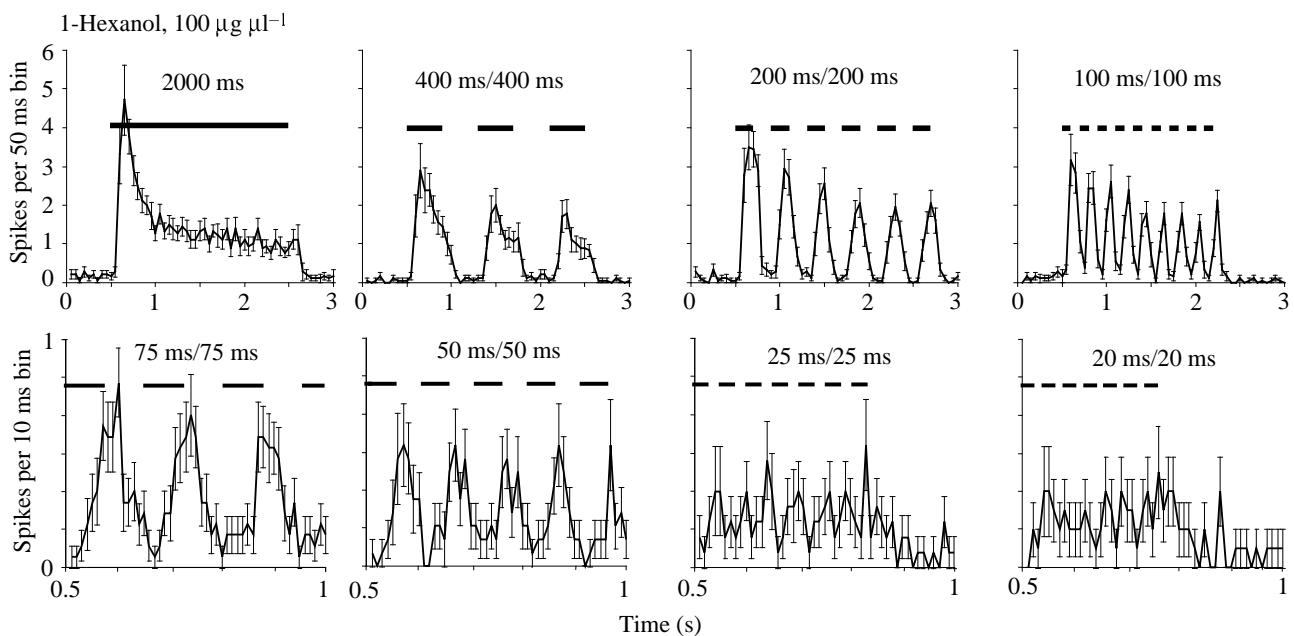 1-Hexanol, 100 µg µl⁻¹
Spikes per 50 ms bin
6
5
4
3
2
1
0
2000 ms
400 ms/400 ms
200 ms/200 ms
100 ms/100 ms
0 1 2 3
0 1 2 3
0 1 2 3
0 1 2 3
Spikes per 10 ms bin
1
0
75 ms/75 ms
50 ms/50 ms
25 ms/25 ms
20 ms/20 ms
0.5 1
0.5 1
0.5 1
0.5 1
Time (s)